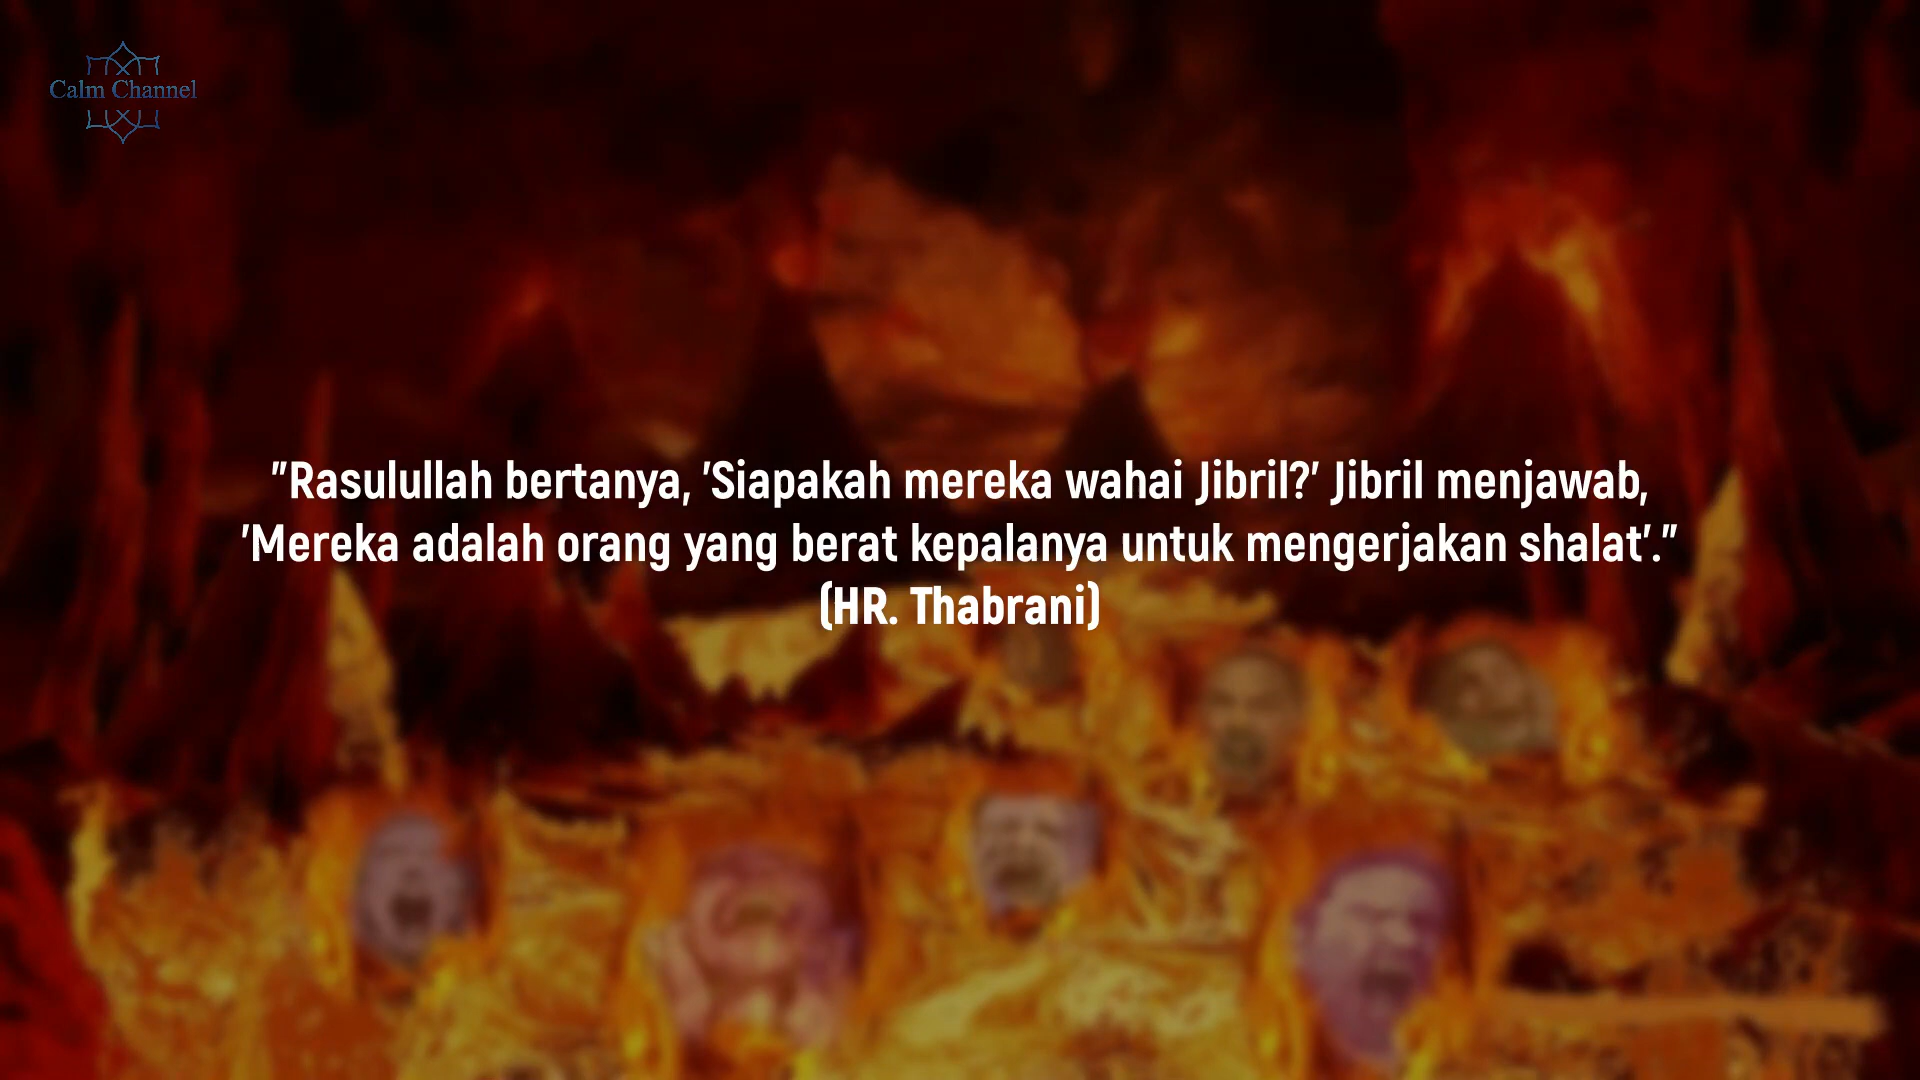 Calm Channel
"Rasulullah bertanya, 'Siapakah mereka wahai Jibril?' Jibril menjawab,
'Mereka adalah orang yang berat kepalanya untuk mengerjakan shalat'."
(HR. Thabrani)